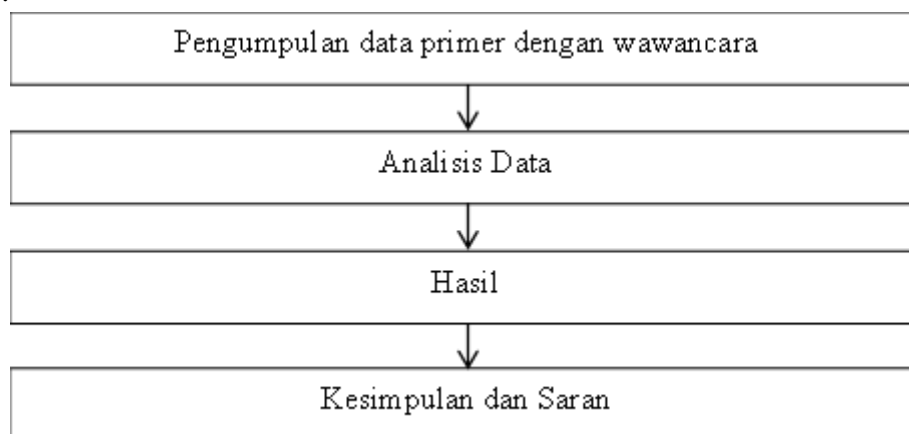 Pengumpulan data primer dengan wawancara
Analisis Data
Hasil
Kesimpulan dan Saran